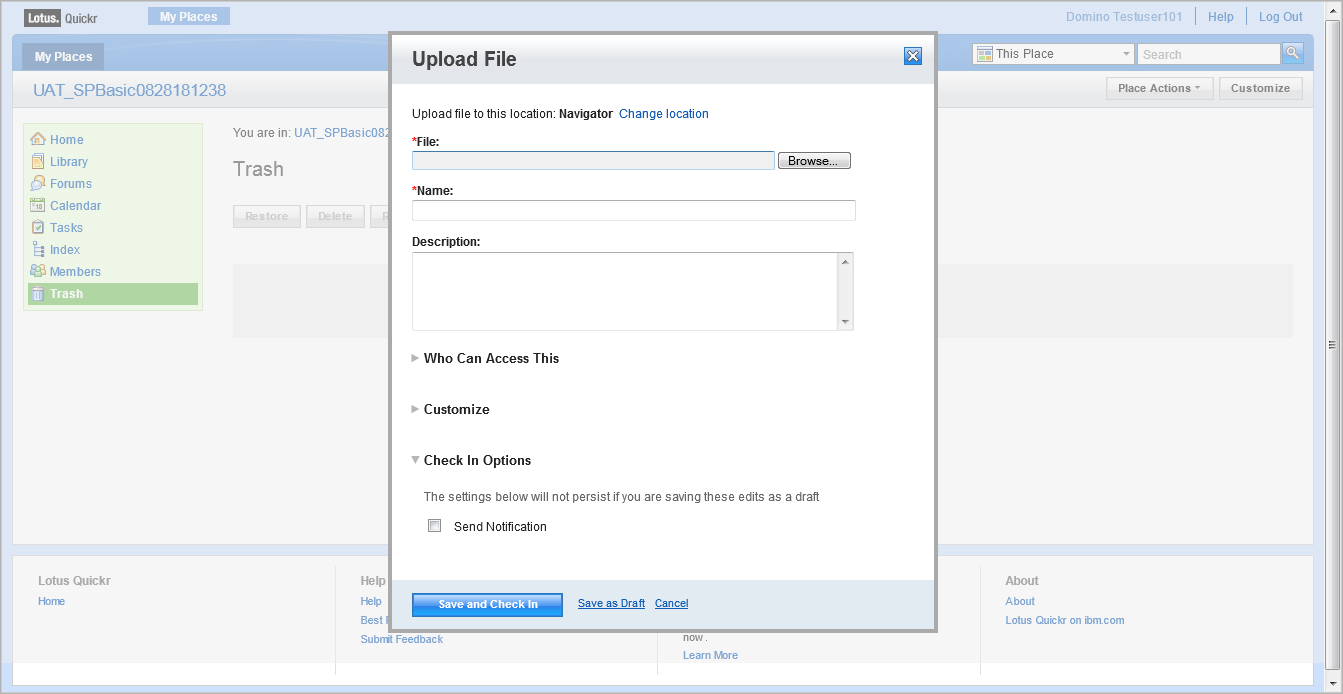 Lotus. Quickr
My Places
Domino Testuser101
Help
Log Out
My Places
This Place
Search
UAT_SPBasic0828181238
Place Actions
Customize
Home
Library
Forums
Calendar
18
Tasks
Index
Members
Trash
You are in: UAT_SPBasic082
Trash
Restore
Delete
R
Upload File
Upload file to this location: Navigator Change location
*File:
Browse...
*Name:
Description:
Who Can Access This
Customize
Check In Options
The settings below will not persist if you are saving these edits as a draft
Send Notification
Save and Check In
Save as Draft
Cancel
Lotus Quickr
Home
Help
Help
Best
Submit Feedback
now .
Learn More
About
About
Lotus Quickr on ibm.com